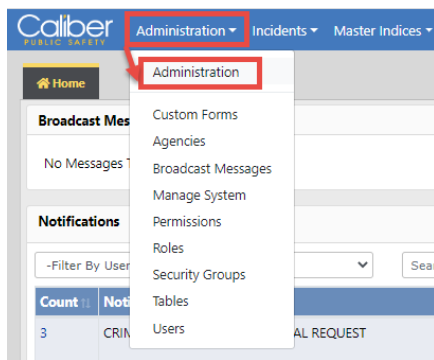 Caliber
PUBLIC SAFETY
Administration Incidents Master Indices
Administration
Home
Custom Forms
Broadcast Mes
Agencies
No Messages
Broadcast Messages
Manage System
Notifications
Permissions
Roles
-Filter By User
Sea
Security Groups
Count Noti
Tables
3 CRIM AL REQUEST
Users